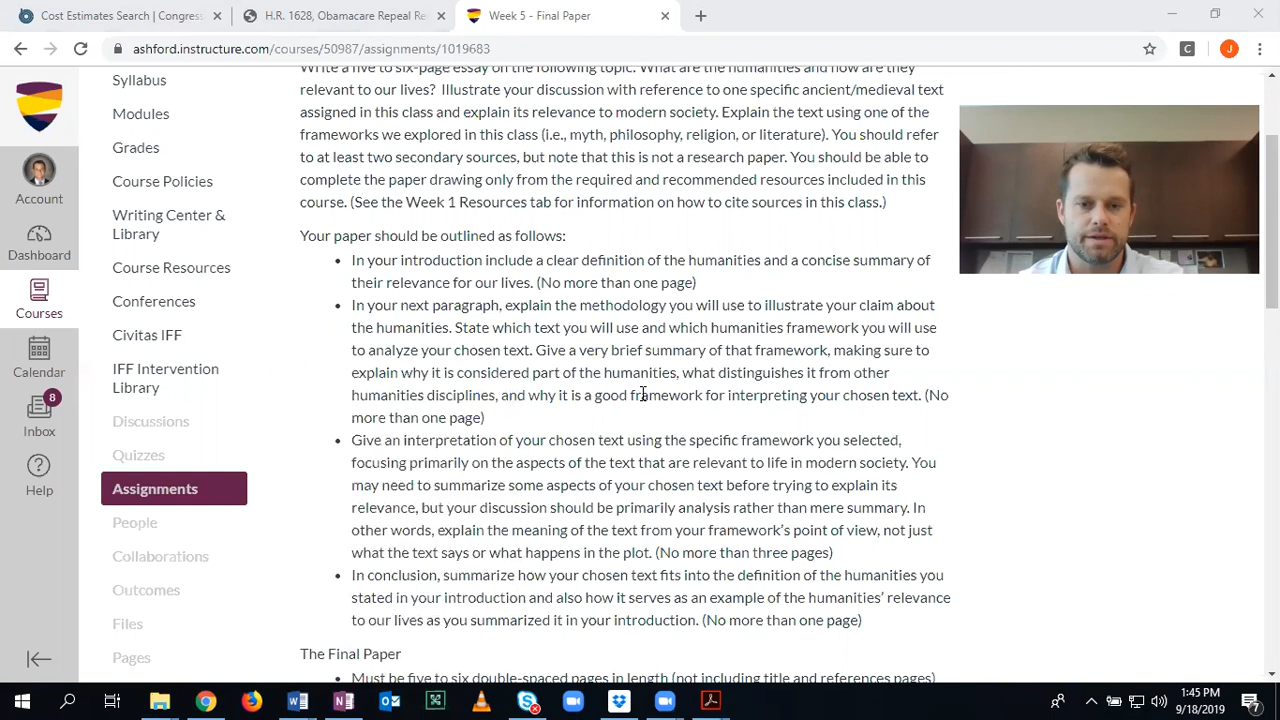 Cost Estimates Search | Congres
H.R. 1628, Obamacare Repeal Re
Week 5 - Final Paper
ashford.instructure.com/courses/50987/assignments/1019683
C
J
Account
Dashboard
Courses
Calendar
8
Inbox
Help
Syllabus
Modules
Grades
Course Policies
Writing Center &
Library
Course Resources
Conferences
Civitas IFF
IFF Intervention
Library
Discussions
Quizzes
Assignments
People
Collaborations
Outcomes
Files
Pages
Write a five to six-page essay on the following topic: What are the humanities and how are they
relevant to our lives? Illustrate your discussion with reference to one specific ancient/medieval text
assigned in this class and explain its relevance to modern society. Explain the text using one of the
frameworks we explored in this class (i.e., myth, philosophy, religion, or literature). You should refer
to at least two secondary sources, but note that this is not a research paper. You should be able to
complete the paper drawing only from the required and recommended resources included in this
course. (See the Week 1 Resources tab for information on how to cite sources in this class.)
Your paper should be outlined as follows:
• In your introduction include a clear definition of the humanities and a concise summary of
their relevance for our lives. (No more than one page)
• In your next paragraph, explain the methodology you will use to illustrate your claim about
the humanities. State which text you will use and which humanities framework you will use
to analyze your chosen text. Give a very brief summary of that framework, making sure to
explain why it is considered part of the humanities, what distinguishes it from other
humanities disciplines, and why it is a good framework for interpreting your chosen text. (No
more than one page)
• Give an interpretation of your chosen text using the specific framework you selected,
focusing primarily on the aspects of the text that are relevant to life in modern society. You
may need to summarize some aspects of your chosen text before trying to explain its
relevance, but your discussion should be primarily analysis rather than mere summary. In
other words, explain the meaning of the text from your framework's point of view, not just
what the text says or what happens in the plot. (No more than three pages)
• In conclusion, summarize how your chosen text fits into the definition of the humanities you
stated in your introduction and also how it serves as an example of the humanities' relevance
to our lives as you summarized it in your introduction. (No more than one page)
The Final Paper
• Must be five to six double-spaced pages in length (not including title and references pages)
1:45 PM
9/18/2019
7